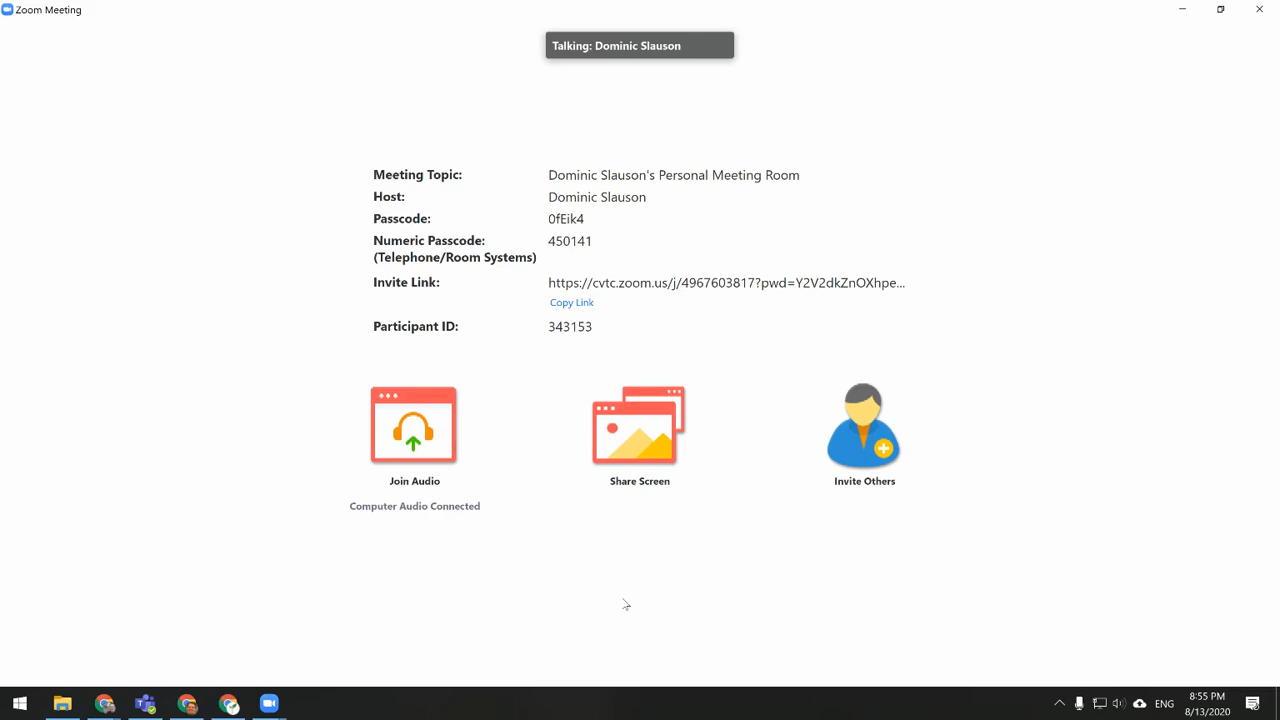 Zoom Meeting
Talking: Dominic Slauson
Meeting Topic: Dominic Slauson's Personal Meeting Room
Host: Dominic Slauson
Passcode: 0fEik4
Numeric Passcode: 450141
(Telephone/Room Systems)
Invite Link: https://cvtc.zoom.us/j/4967603817?pwd=Y2V2dkZnOXhpe...
Copy Link
Participant ID: 343153
Join Audio Share Screen Invite Others
Computer Audio Connected
8:55 PM
ENG
8/13/2020